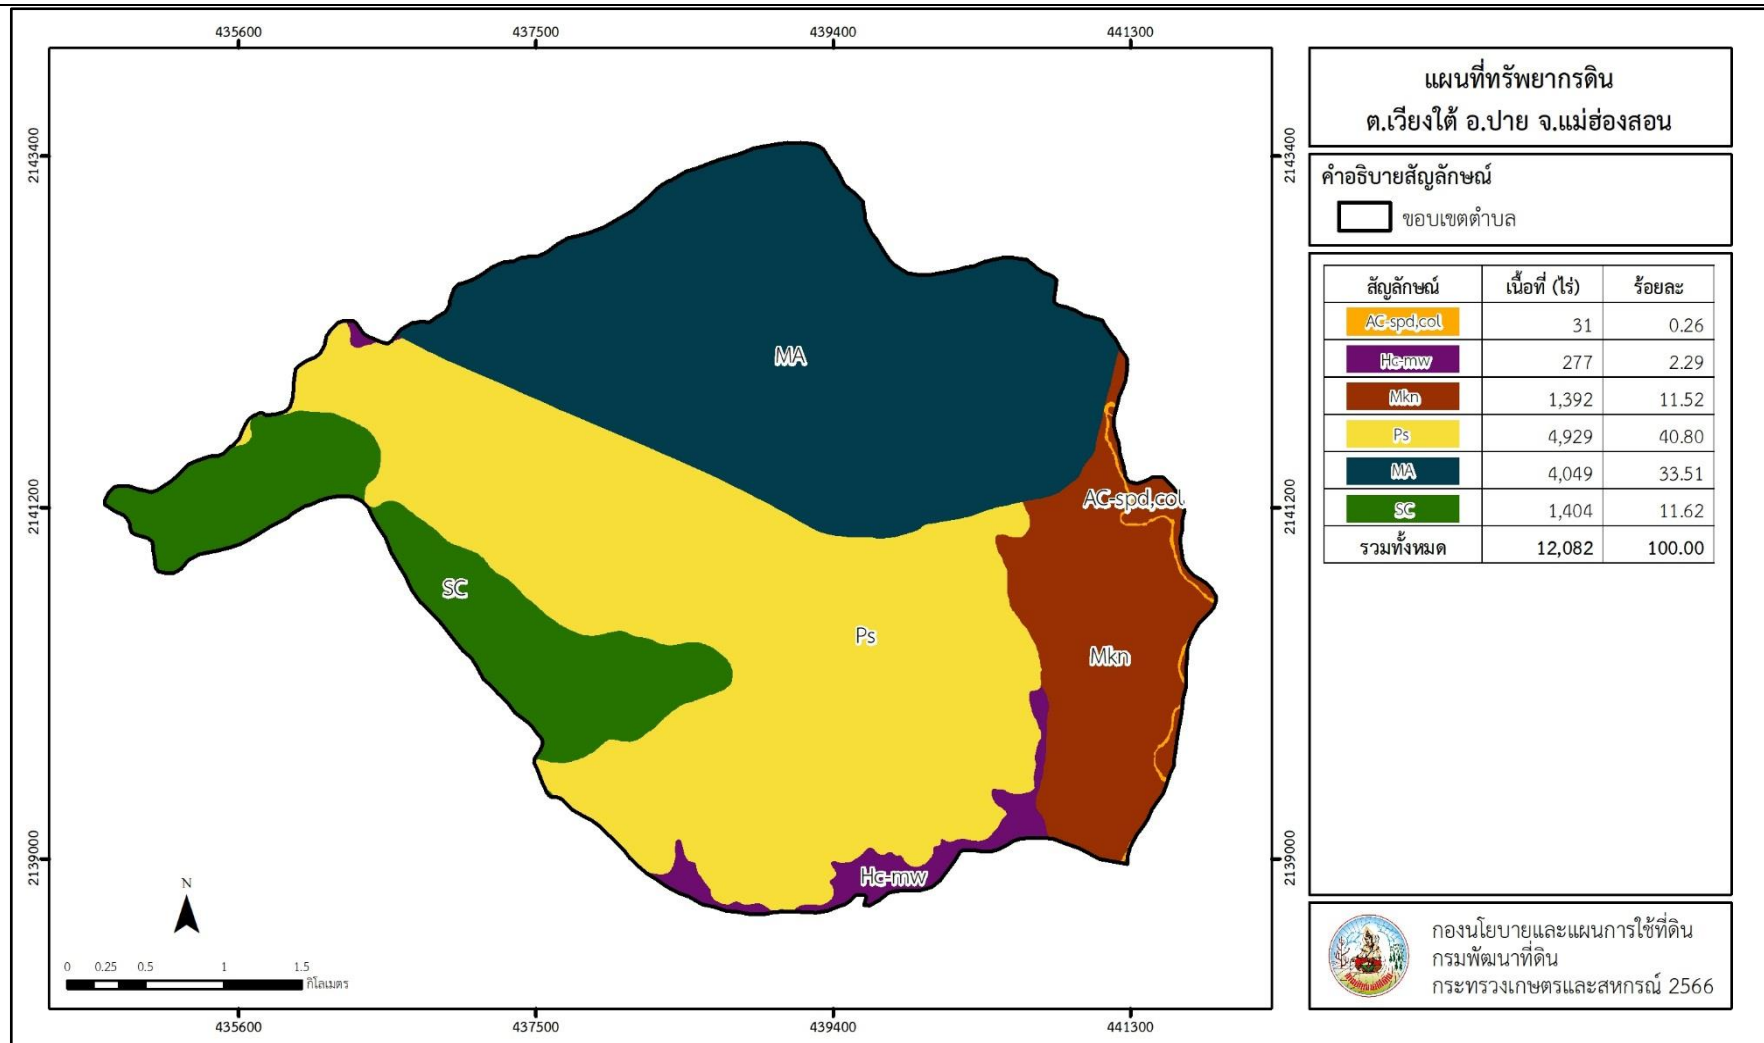 435600 437500 439400 441300
2143400 2143400
2141200 2141200
2139000 2139000
MA
AC-spd,col
SC
Ps
Mkn
Hc-mw
N
0 0.25 0.5 1 1.5
กิโลเมตร
435600 437500 439400 441300
แผนที่ทรัพยากรดิน
ต.เวียงใต้ อ.ปาย จ.แม่ฮ่องสอน
คำอธิบายสัญลักษณ์
ขอบเขตตำบล
สัญลักษณ์ เนื้อที่ (ไร่) ร้อยละ
AC-spd,col 31 0.26
Hc-mw 277 2.29
Mkn 1,392 11.52
Ps 4,929 40.80
MA 4,049 33.51
SC 1,404 11.62
รวมทั้งหมด 12,082 100.00
กองนโยบายและแผนการใช้ที่ดิน
กรมพัฒนาที่ดิน
กระทรวงเกษตรและสหกรณ์ 2566